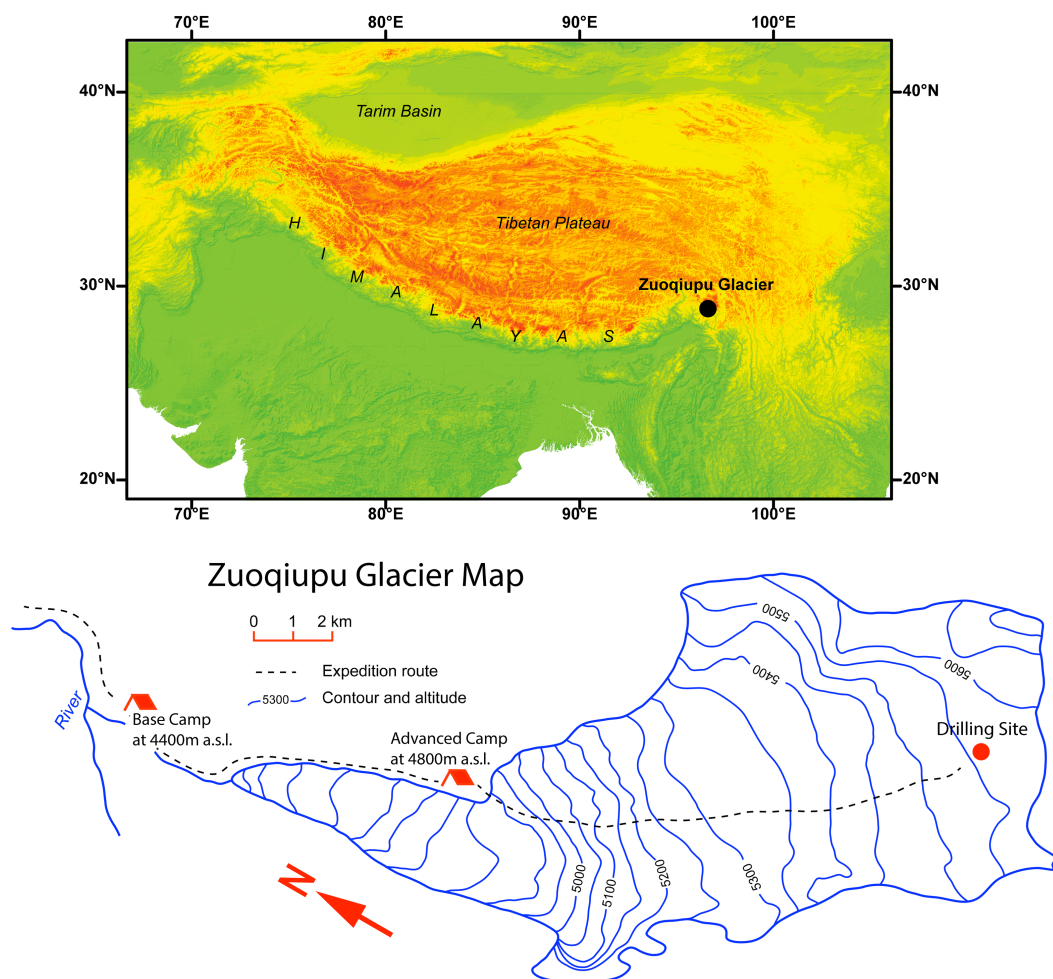 70°E 80°E 90°E 100°E
40°N 40°N
Tarim Basin
Tibetan Plateau
H I M A L A Y A S
30°N Zuoqiupu Glacier 30°N
20°N 20°N
70°E 80°E 90°E 100°E
Zuoqiupu Glacier Map
0 1 2 km
Expedition route
5300 Contour and altitude
River
Base Camp
at 4400m a.s.l.
Advanced Camp
at 4800m a.s.l.
Drilling Site
5500
5400
5600
5000
5100
5200
5300
N